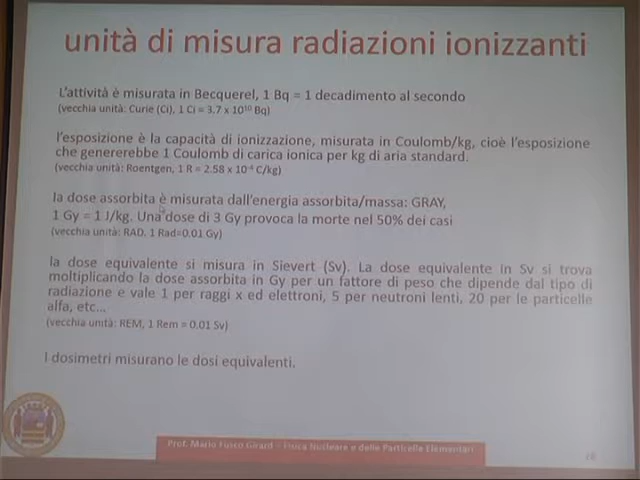 unità di misura radiazioni ionizzanti
L'attività è misurata in Becquerel, 1 Bq = 1 decadimento al secondo
(vecchia unità: Curie (Ci), 1 Ci = 3.7 x 10¹⁰ Bq)
l'esposizione è la capacità di ionizzazione, misurata in Coulomb/kg, cioè l'esposizione
che genererebbe 1 Coulomb di carica ionica per kg di aria standard.
(vecchia unità: Roentgen, 1 R = 2.58 x 10⁻⁴ C/kg)
la dose assorbita è misurata dall'energia assorbita/massa: GRAY,
1 Gy = 1 J/kg. Una dose di 3 Gy provoca la morte nel 50% dei casi
(vecchia unità: RAD, 1 Rad=0.01 Gy)
la dose equivalente si misura in Sievert (Sv). La dose equivalente in Sv si trova
moltiplicando la dose assorbita in Gy per un fattore di peso che dipende dal tipo di
radiazione e vale 1 per raggi x ed elettroni, 5 per neutroni lenti, 20 per le particelle
alfa, etc...
(vecchia unità: REM, 1 Rem = 0.01 Sv)
I dosimetri misurano le dosi equivalenti.
Prof. Mario Fusco Girard – Fisica Nucleare e delle Particelle Elementari